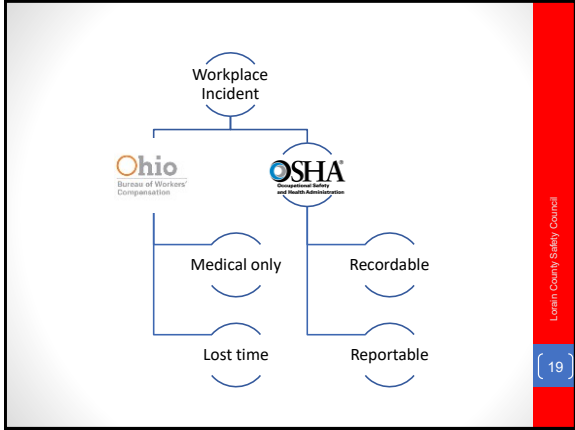 Workplace
Incident
Ohio
Bureau of Workers'
Compensation
OSHA®
Occupational Safety
and Health Administration
Medical only
Recordable
Lost time
Reportable
Lorain County Safety Council
19